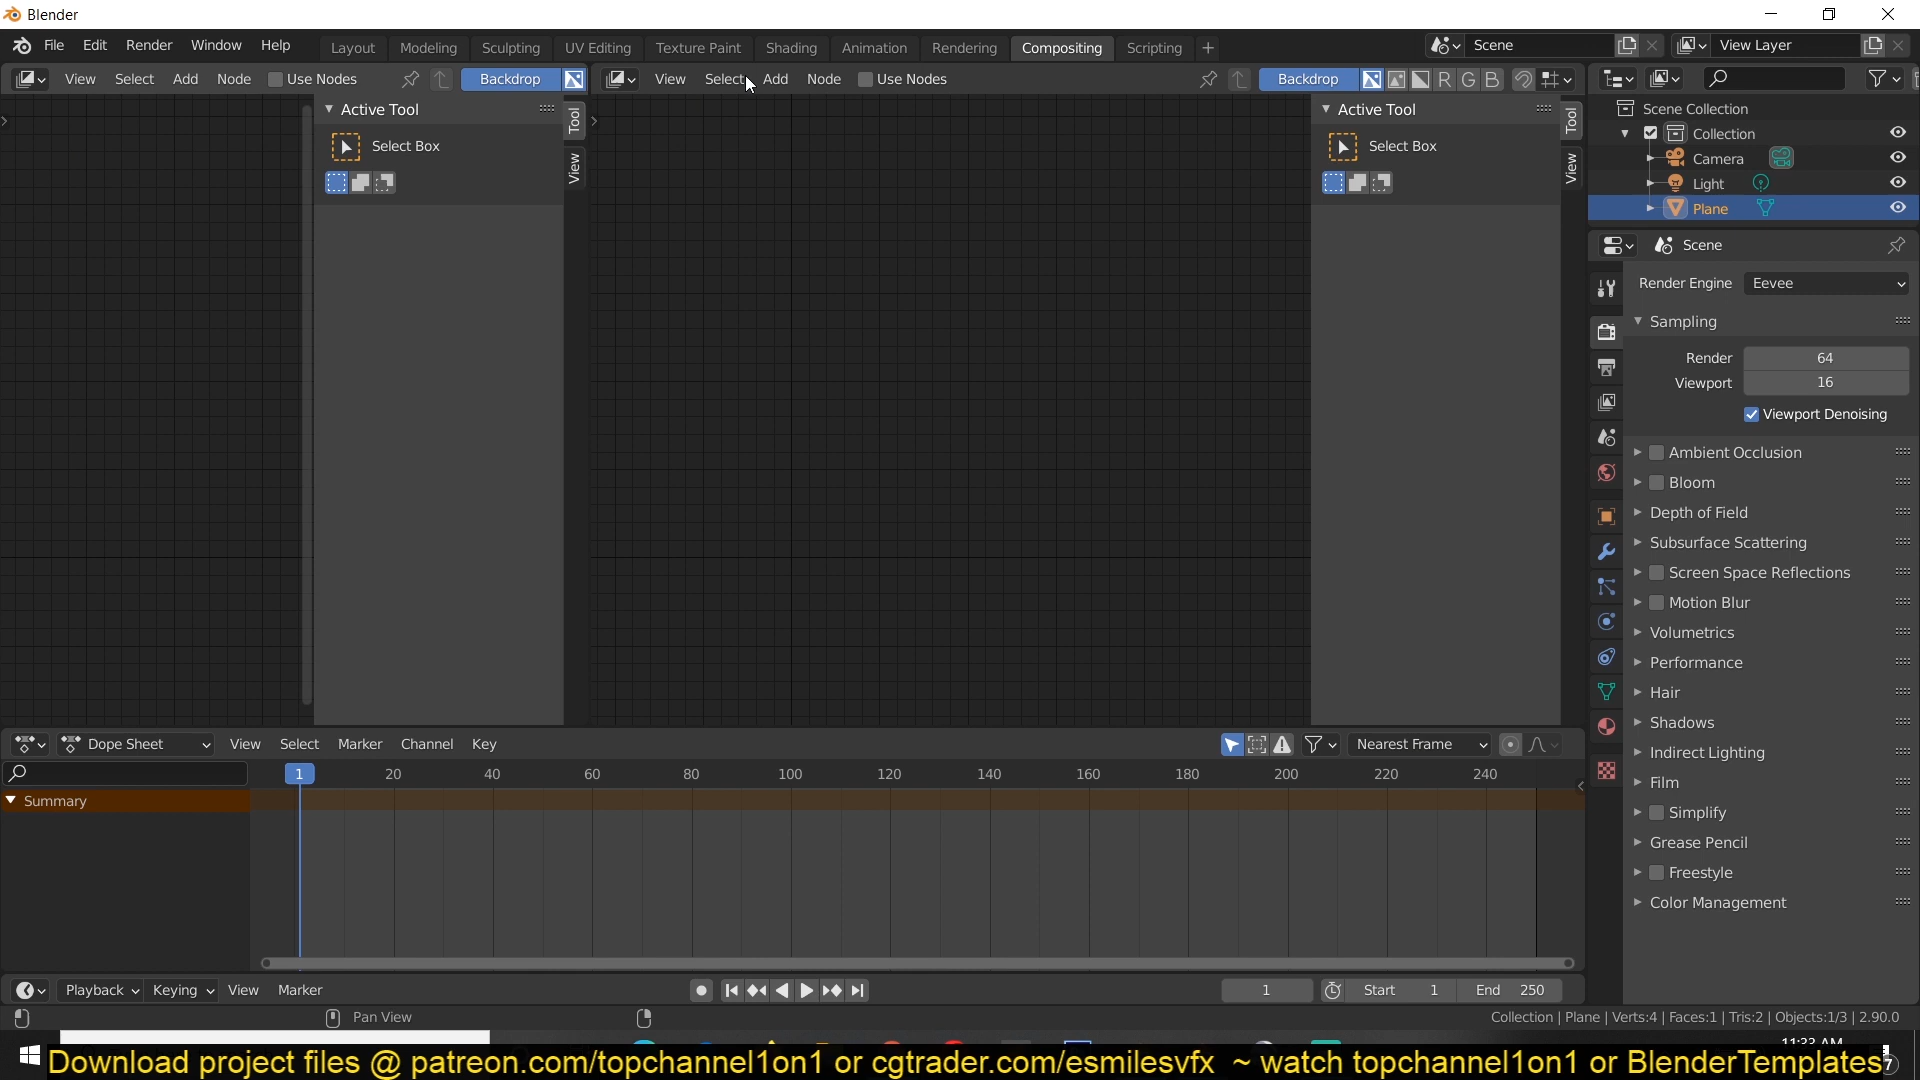 Blender
File Edit Render Window Help Layout Modeling Sculpting UV Editing Texture Paint Shading Animation Rendering Compositing Scripting + Scene View Layer
View Select Add Node Use Nodes Backdrop View Select Add Node Use Nodes Backdrop R G B
Active Tool
Select Box
Tool
View
Active Tool
Select Box
Tool
View
Scene Collection
Collection
Camera
Light
Plane
Scene
Render Engine Eevee
Sampling
Render 64
Viewport 16
Viewport Denoising
Ambient Occlusion
Bloom
Depth of Field
Subsurface Scattering
Screen Space Reflections
Motion Blur
Volumetrics
Performance
Hair
Shadows
Indirect Lighting
Film
Simplify
Grease Pencil
Freestyle
Color Management
Dope Sheet View Select Marker Channel Key Nearest Frame
1 20 40 60 80 100 120 140 160 180 200 220 240
Summary
Playback Keying View Marker 1 Start 1 End 250
Pan View Collection | Plane | Verts:4 | Faces:1 | Tris:2 | Objects:1/3 | 2.90.0
11:33 AM
Download project files @ patreon.com/topchannel1on1 or cgtrader.com/esmilesvfx ~ watch topchannel1on1 or BlenderTemplates
7